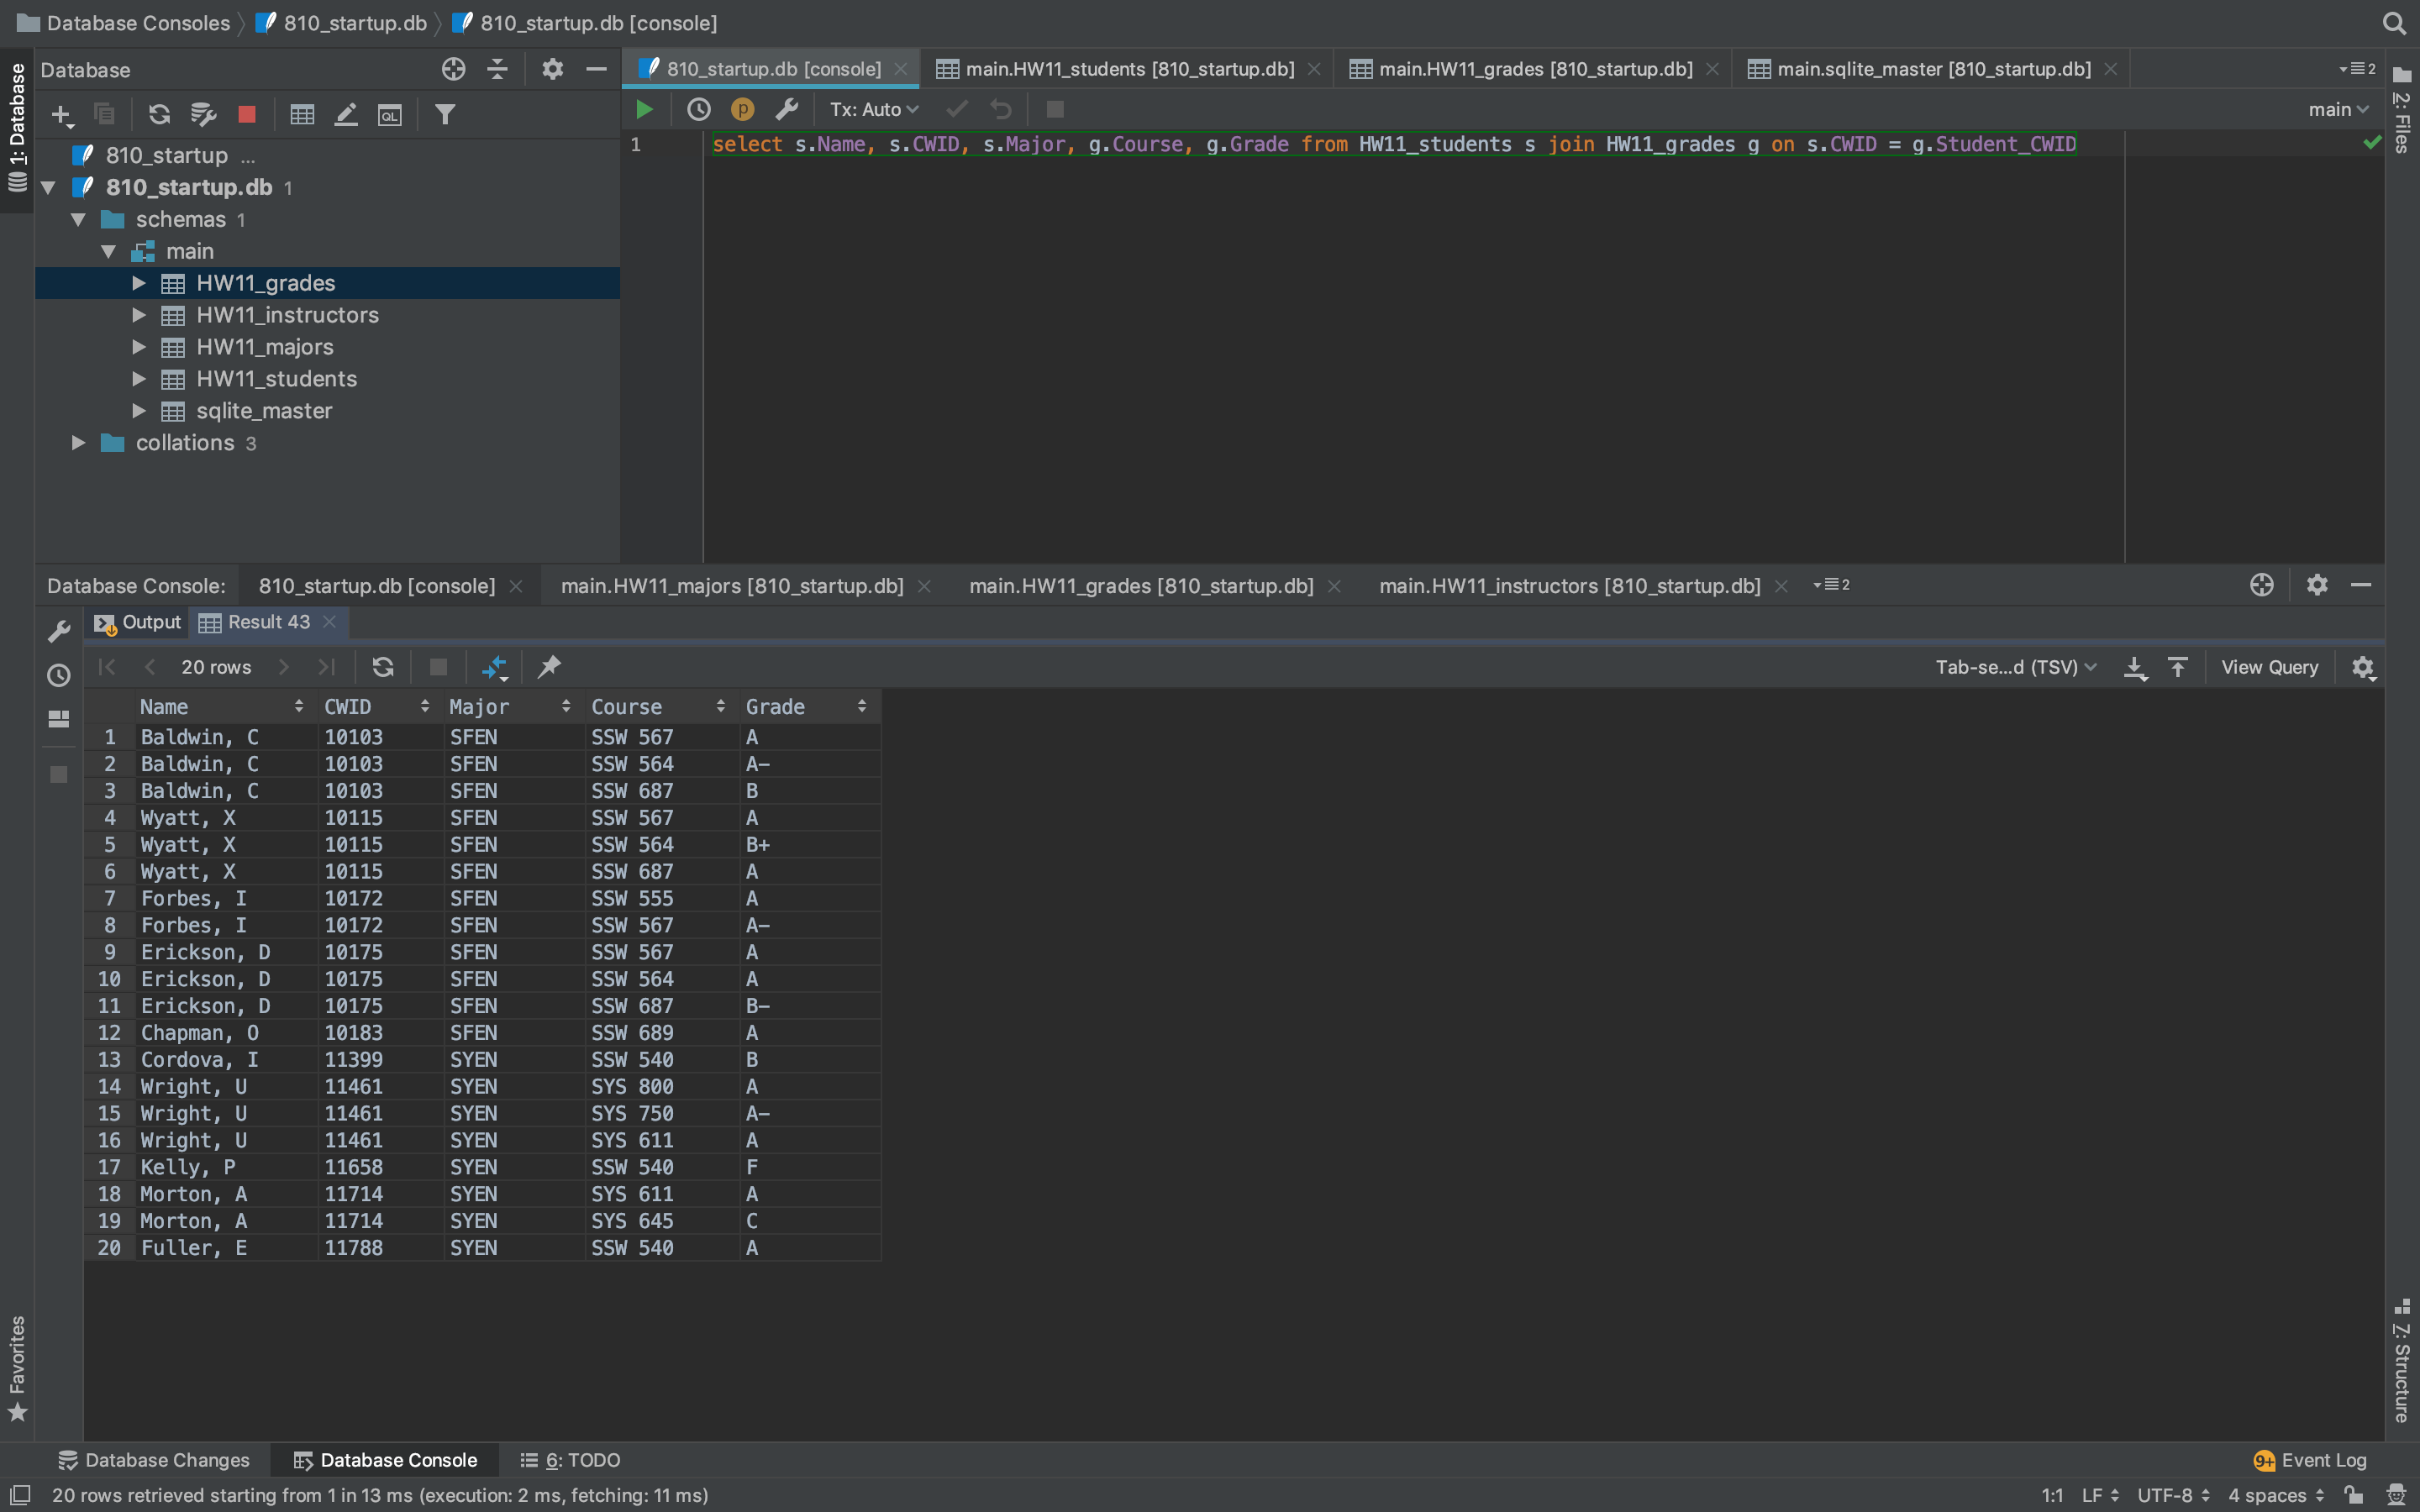 Database Consoles 810_startup.db 810_startup.db [console]
1: Database
Database
810_startup.db [console] main.HW11_students [810_startup.db] main.HW11_grades [810_startup.db] main.sqlite_master [810_startup.db] 2
Tx: Auto main
2: Files
810_startup ...
810_startup.db 1
schemas 1
main
HW11_grades
HW11_instructors
HW11_majors
HW11_students
sqlite_master
collations 3
1 select s.Name, s.CWID, s.Major, g.Course, g.Grade from HW11_students s join HW11_grades g on s.CWID = g.Student_CWID
Database Console: 810_startup.db [console] main.HW11_majors [810_startup.db] main.HW11_grades [810_startup.db] main.HW11_instructors [810_startup.db] 2
Output Result 43
20 rows Tab-se...d (TSV) View Query
Name CWID Major Course Grade
1 Baldwin, C 10103 SFEN SSW 567 A
2 Baldwin, C 10103 SFEN SSW 564 A-
3 Baldwin, C 10103 SFEN SSW 687 B
4 Wyatt, X 10115 SFEN SSW 567 A
5 Wyatt, X 10115 SFEN SSW 564 B+
6 Wyatt, X 10115 SFEN SSW 687 A
7 Forbes, I 10172 SFEN SSW 555 A
8 Forbes, I 10172 SFEN SSW 567 A-
9 Erickson, D 10175 SFEN SSW 567 A
10 Erickson, D 10175 SFEN SSW 564 A
11 Erickson, D 10175 SFEN SSW 687 B-
12 Chapman, O 10183 SFEN SSW 689 A
13 Cordova, I 11399 SYEN SSW 540 B
14 Wright, U 11461 SYEN SYS 800 A
15 Wright, U 11461 SYEN SYS 750 A-
16 Wright, U 11461 SYEN SYS 611 A
17 Kelly, P 11658 SYEN SSW 540 F
18 Morton, A 11714 SYEN SYS 611 A
19 Morton, A 11714 SYEN SYS 645 C
20 Fuller, E 11788 SYEN SSW 540 A
Favorites
7: Structure
Database Changes Database Console 6: TODO 9+ Event Log
20 rows retrieved starting from 1 in 13 ms (execution: 2 ms, fetching: 11 ms) 1:1 LF UTF-8 4 spaces